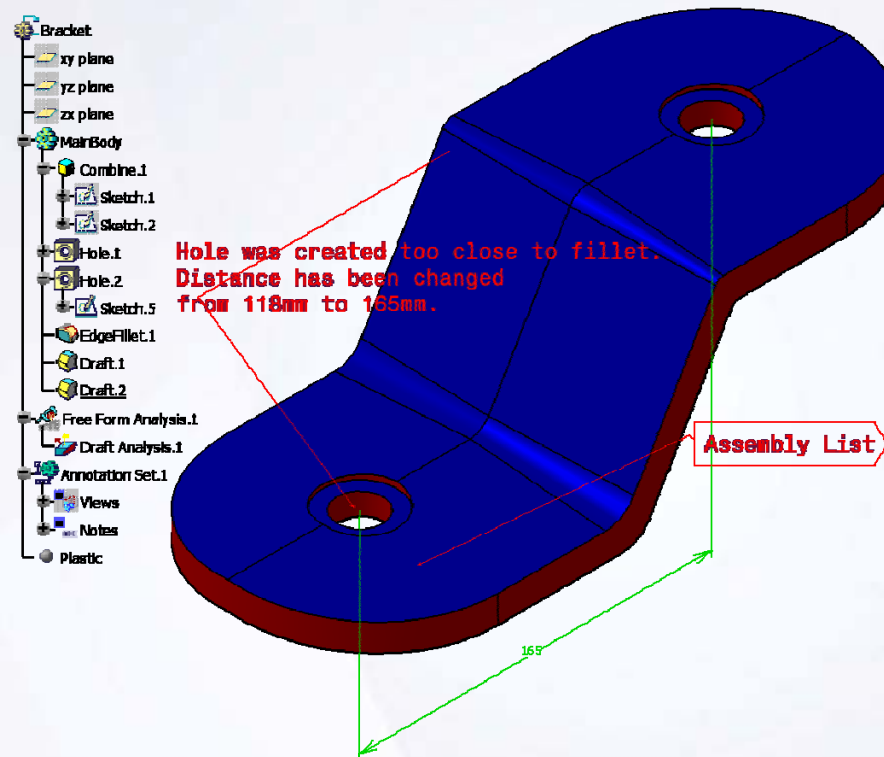 Bracket
xy plane
yz plane
zx plane
MainBody
Combine.1
Sketch.1
Sketch.2
Hole.1
Hole.2
Sketch.5
EdgeFillet.1
Draft.1
Draft.2
Free Form Analysis.1
Draft Analysis.1
Annotation Set.1
Views
Notes
Plastic
Hole was created too close to fillet.
Distance has been changed
from 118mm to 165mm.
Assembly List
165